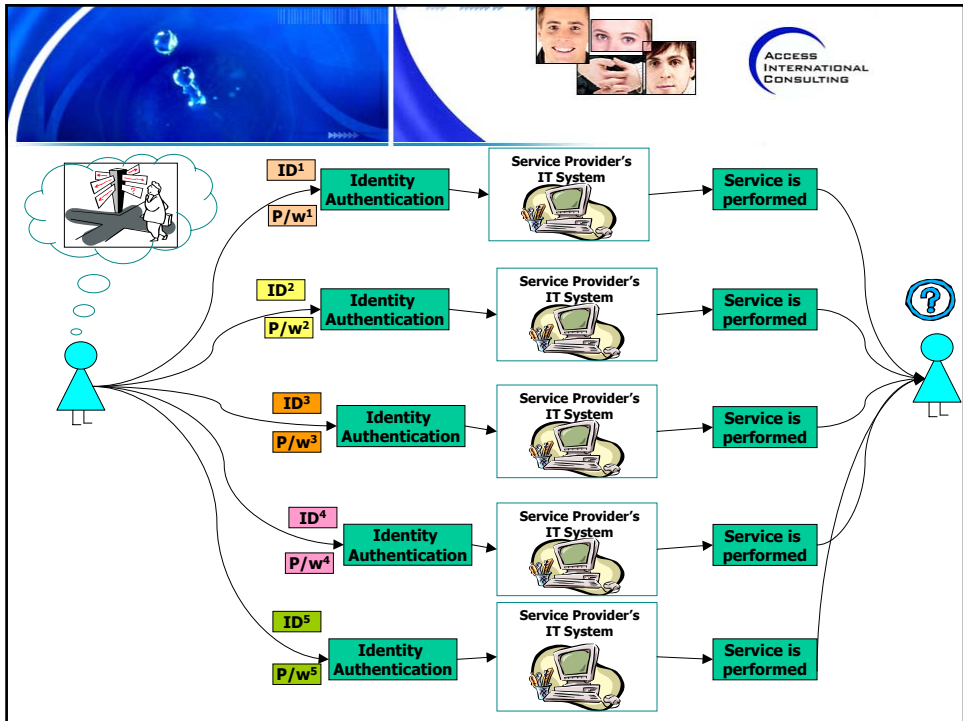 ACCESS
INTERNATIONAL
CONSULTING
ID¹
P/w¹
Identity
Authentication
Service Provider's
IT System
Service is
performed
ID²
P/w²
Identity
Authentication
Service Provider's
IT System
Service is
performed
?
ID³
P/w³
Identity
Authentication
Service Provider's
IT System
Service is
performed
ID⁴
P/w⁴
Identity
Authentication
Service Provider's
IT System
Service is
performed
ID⁵
P/w⁵
Identity
Authentication
Service Provider's
IT System
Service is
performed